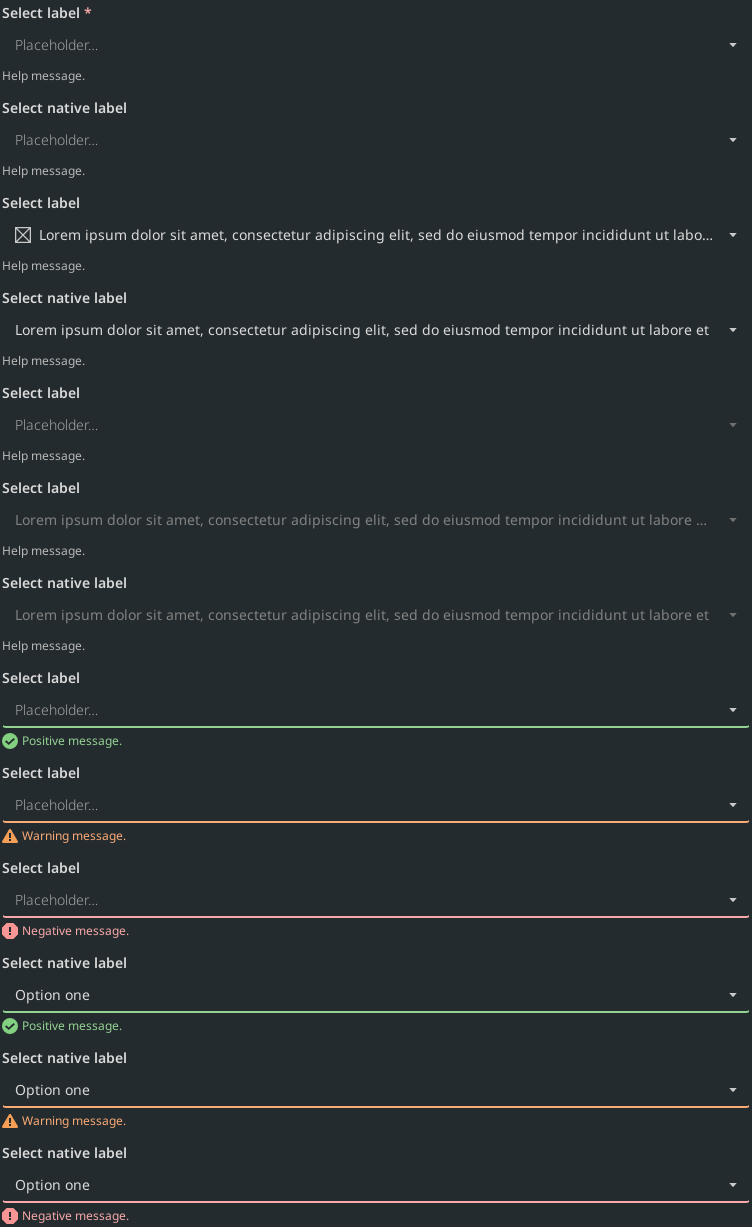 Select label *
Placeholder...
Help message.
Select native label
Placeholder...
Help message.
Select label
Lorem ipsum dolor sit amet, consectetur adipiscing elit, sed do eiusmod tempor incididunt ut labo...
Help message.
Select native label
Lorem ipsum dolor sit amet, consectetur adipiscing elit, sed do eiusmod tempor incididunt ut labore et
Help message.
Select label
Placeholder...
Help message.
Select label
Lorem ipsum dolor sit amet, consectetur adipiscing elit, sed do eiusmod tempor incididunt ut labore ...
Help message.
Select native label
Lorem ipsum dolor sit amet, consectetur adipiscing elit, sed do eiusmod tempor incididunt ut labore et
Help message.
Select label
Placeholder...
Positive message.
Select label
Placeholder...
Warning message.
Select label
Placeholder...
Negative message.
Select native label
Option one
Positive message.
Select native label
Option one
Warning message.
Select native label
Option one
Negative message.